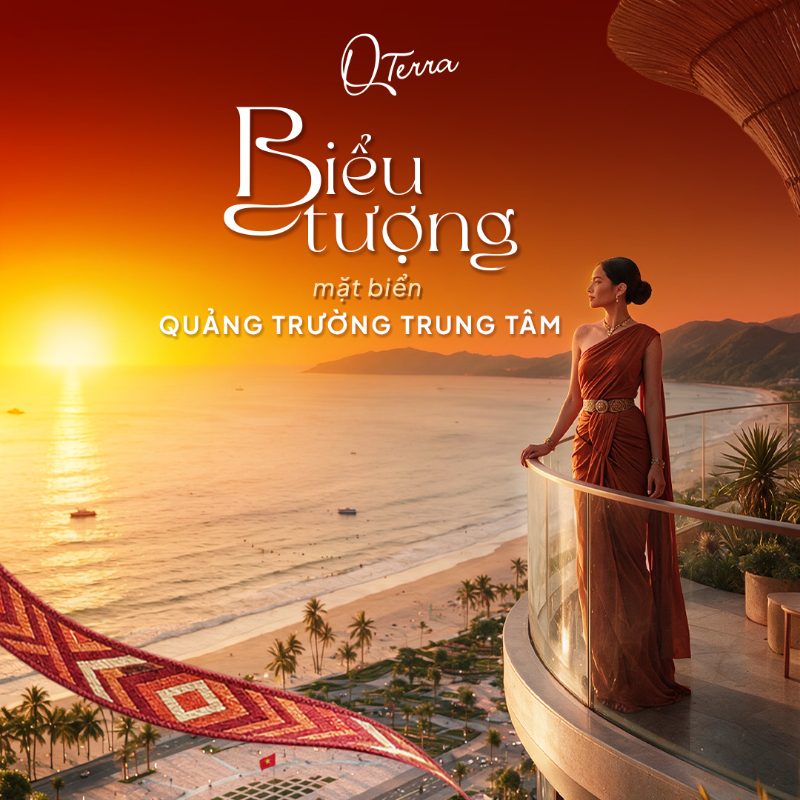 QTerra
Biểu
tượng
mặt biển
QUẢNG TRƯỜNG TRUNG TÂM